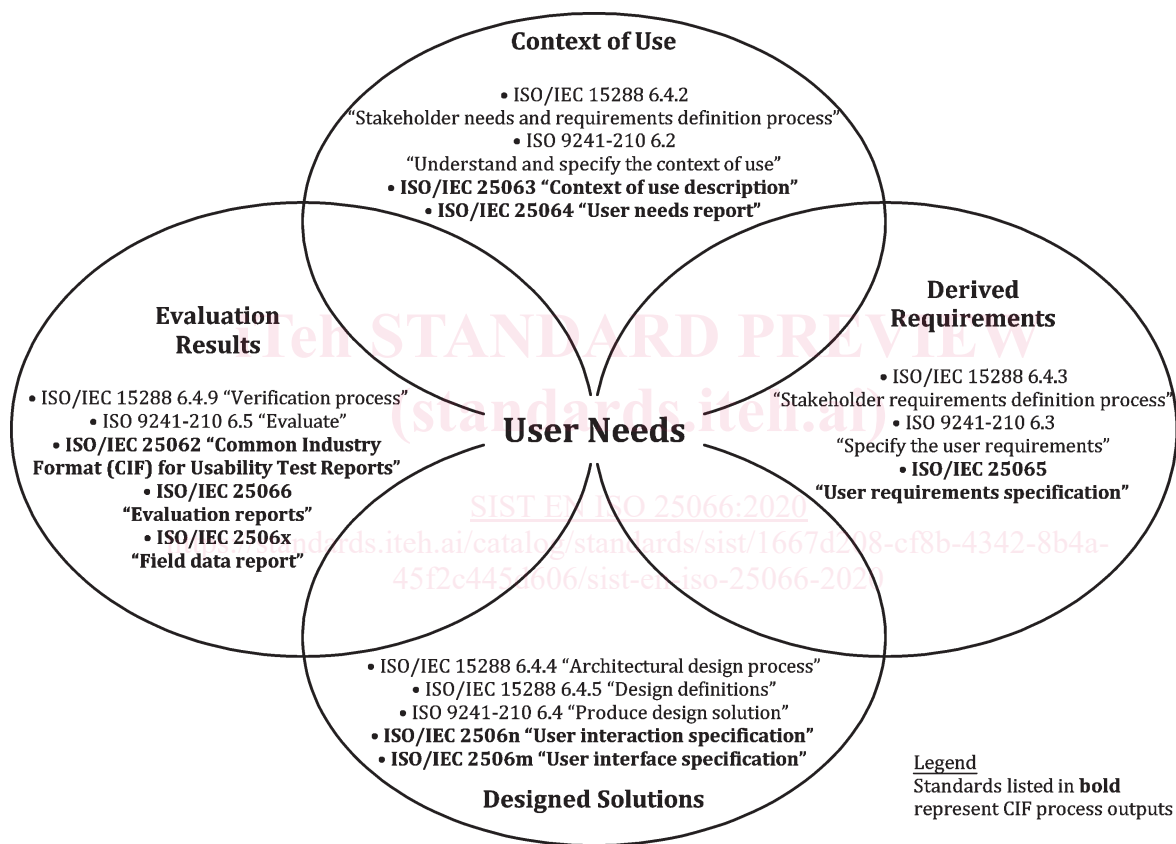 Context of Use
• ISO/IEC 15288 6.4.2
“Stakeholder needs and requirements definition process”
• ISO 9241-210 6.2
“Understand and specify the context of use”
• ISO/IEC 25063 “Context of use description”
• ISO/IEC 25064 “User needs report”
Evaluation
Results
• ISO/IEC 15288 6.4.9 “Verification process”
• ISO 9241-210 6.5 “Evaluate”
• ISO/IEC 25062 “Common Industry
Format (CIF) for Usability Test Reports”
• ISO/IEC 25066
“Evaluation reports”
• ISO/IEC 2506x
“Field data report”
User Needs
Derived
Requirements
• ISO/IEC 15288 6.4.3
“Stakeholder requirements definition process”
• ISO 9241-210 6.3
“Specify the user requirements”
• ISO/IEC 25065
“User requirements specification”
iTeh STANDARD PREVIEW
(standards.iteh.ai)
SIST EN ISO 25066:2020
https://standards.iteh.ai/catalog/standards/sist/1667d208-cf8b-4342-8b4a-
45f2c445d606/sist-en-iso-25066-2020
• ISO/IEC 15288 6.4.4 “Architectural design process”
• ISO/IEC 15288 6.4.5 “Design definitions”
• ISO 9241-210 6.4 “Produce design solution”
• ISO/IEC 2506n “User interaction specification”
• ISO/IEC 2506m “User interface specification”
Designed Solutions
Legend
Standards listed in bold
represent CIF process outputs